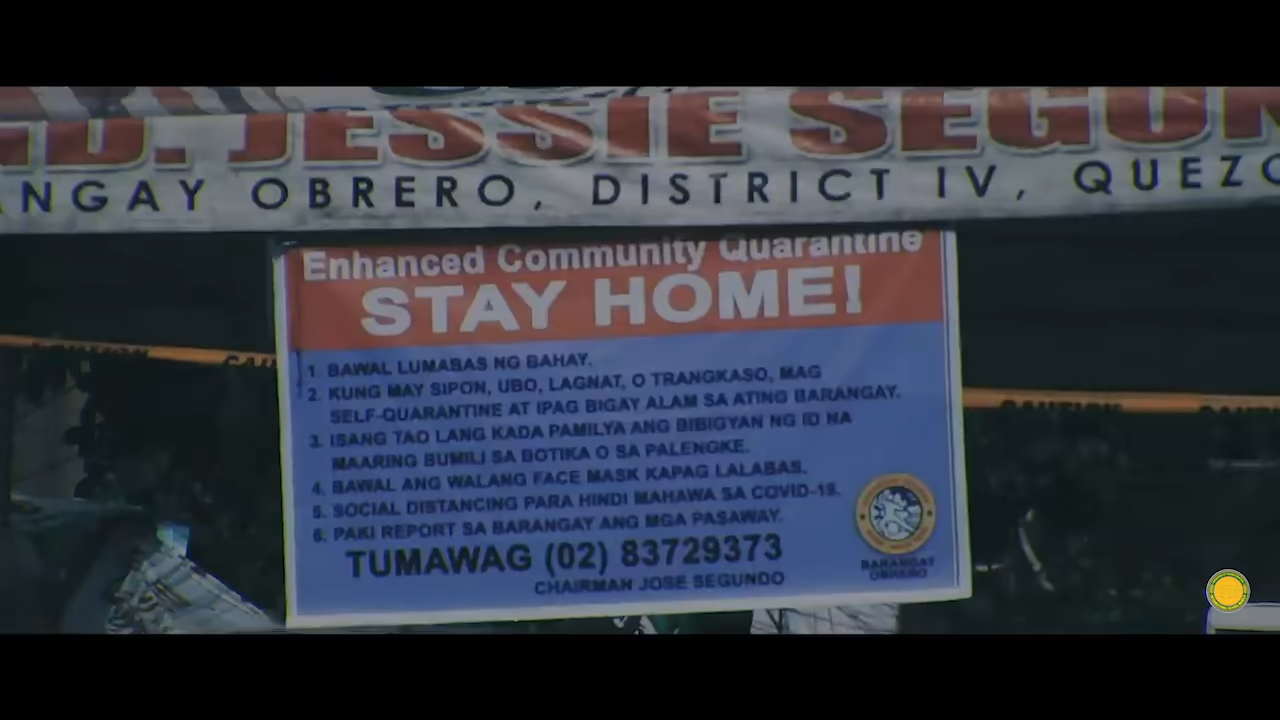 D. JESSIE SEGUN
NGAY OBRERO, DISTRICT IV, QUEZO
Enhanced Community Quarantine
STAY HOME!
1. BAWAL LUMABAS NG BAHAY.
2. KUNG MAY SIPON, UBO, LAGNAT, O TRANGKASO, MAG
SELF-QUARANTINE AT IPAG BIGAY ALAM SA ATING BARANGAY.
3. ISANG TAO LANG KADA PAMILYA ANG BIBIGYAN NG ID NA
MAARING BUMILI SA BOTIKA O SA PALENGKE.
4. BAWAL ANG WALANG FACE MASK KAPAG LALABAS.
5. SOCIAL DISTANCING PARA HINDI MAHAWA SA COVID-19.
6. PAKI REPORT SA BARANGAY ANG MGA PASAWAY.
TUMAWAG (02) 83729373
CHAIRMAN JOSE SEGUNDO
BARANGAY
OBRERO
CAUTION